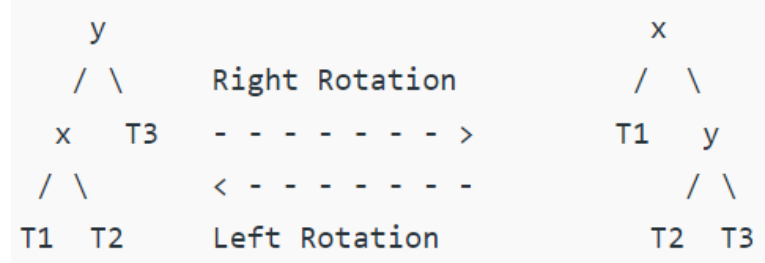 y x
/ \ Right Rotation / \
x T3 - - - - - - - > T1 y
/ \ < - - - - - - - / \
T1 T2 Left Rotation T2 T3